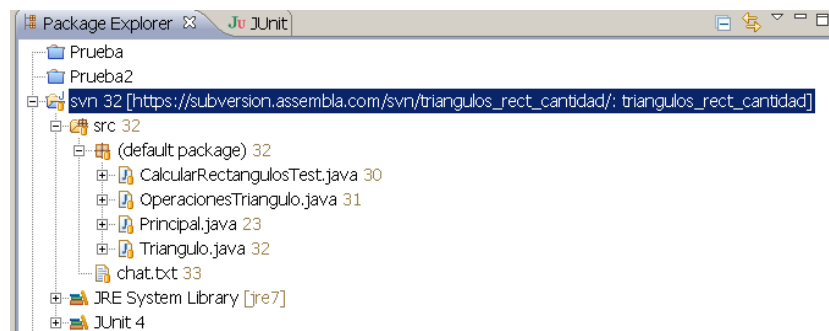 Package Explorer JUnit
Prueba
Prueba2
svn 32 [https://subversion.assembla.com/svn/triangulos_rect_cantidad/: triangulos_rect_cantidad]
src 32
(default package) 32
CalcularRectangulosTest.java 30
OperacionesTriangulo.java 31
Principal.java 23
Triangulo.java 32
chat.txt 33
JRE System Library [jre7]
JUnit 4